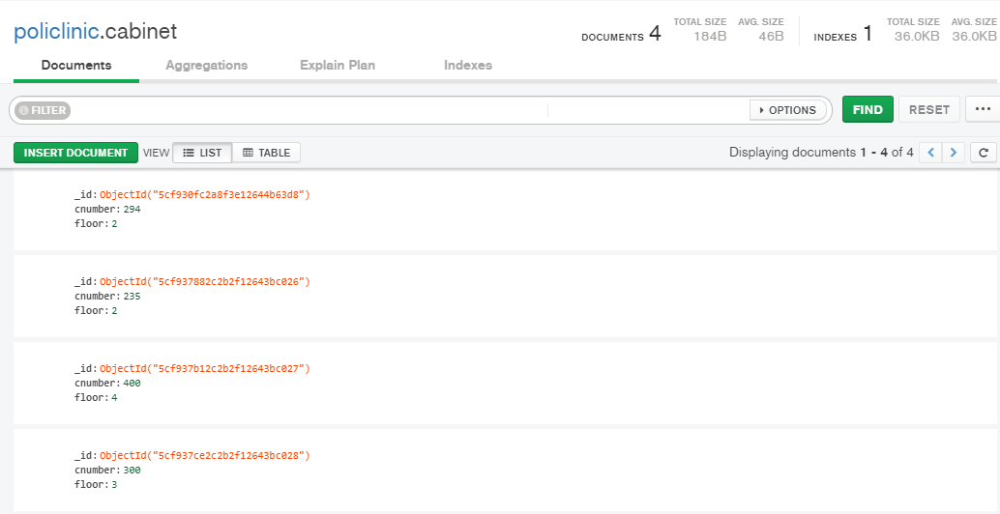 policlinic.cabinet
DOCUMENTS 4 TOTAL SIZE 184B AVG. SIZE 46B INDEXES 1 TOTAL SIZE 36.0KB AVG. SIZE 36.0KB
Documents Aggregations Explain Plan Indexes
FILTER OPTIONS FIND RESET ...
INSERT DOCUMENT VIEW LIST TABLE Displaying documents 1 - 4 of 4
_id: ObjectId("5cf930fc2a8f3e12644b63d8")
cnumber: 294
floor: 2
_id: ObjectId("5cf937882c2b2f12643bc026")
cnumber: 235
floor: 2
_id: ObjectId("5cf937b12c2b2f12643bc027")
cnumber: 400
floor: 4
_id: ObjectId("5cf937ce2c2b2f12643bc028")
cnumber: 300
floor: 3